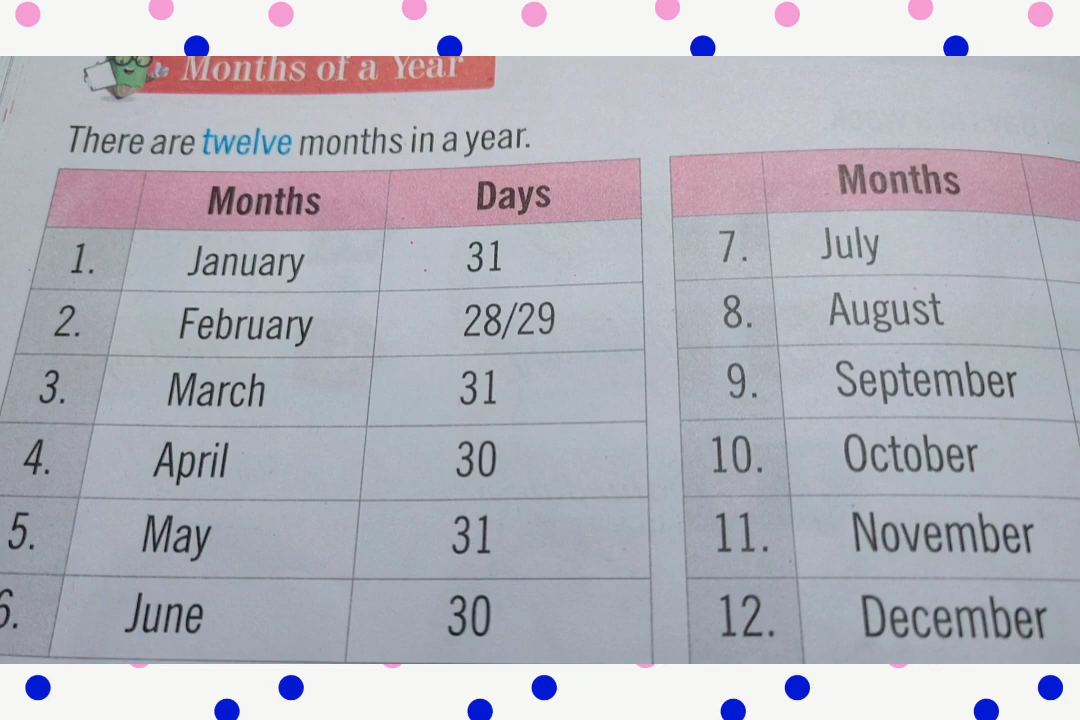 Months of a Year
There are twelve months in a year.
Months Days
1. January 31
2. February 28/29
3. March 31
4. April 30
5. May 31
6. June 30
Months
7. July
8. August
9. September
10. October
11. November
12. December